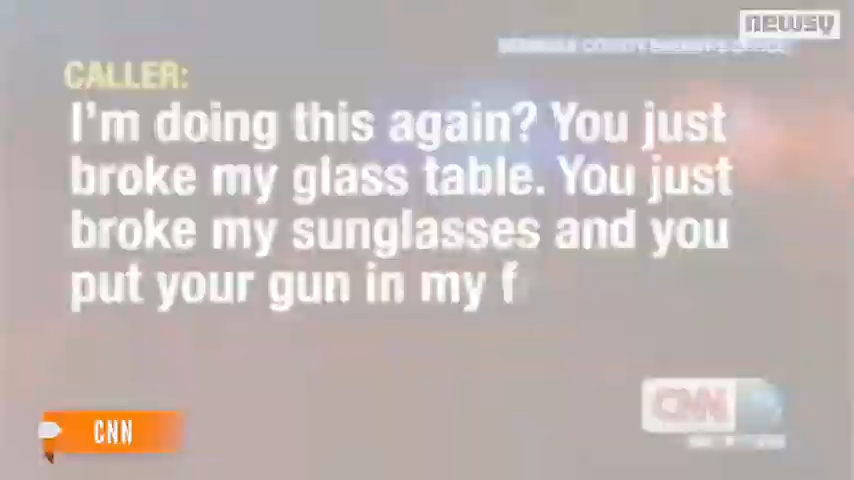 newsy
CALLER:
I'm doing this again? You just
broke my glass table. You just
broke my sunglasses and you
put your gun in my f
CNN
CNN